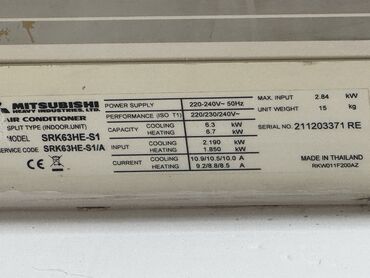 MITSUBISHI
HEAVY INDUSTRIES, LTD.
AIR CONDITIONER
SPLIT TYPE (INDOOR UNIT)
MODEL SRK63HE-S1
SERVICE CODE SRK63HE-S1/A
CE
POWER SUPPLY 220-240V~ 50Hz
PERFORMANCE (ISO T1) 220/230/240V~
CAPACITY COOLING 6.3 kW
HEATING 6.7 kW
INPUT COOLING 2.190 kW
HEATING 1.850 kW
CURRENT COOLING 10.9/10.5/10.0 A
HEATING 9.2/8.8/8.5 A
MAX. INPUT 2.84 kW
UNIT WEIGHT 15 kg
SERIAL NO. 211203371 RE
MADE IN THAILAND
RKW011F200AZ